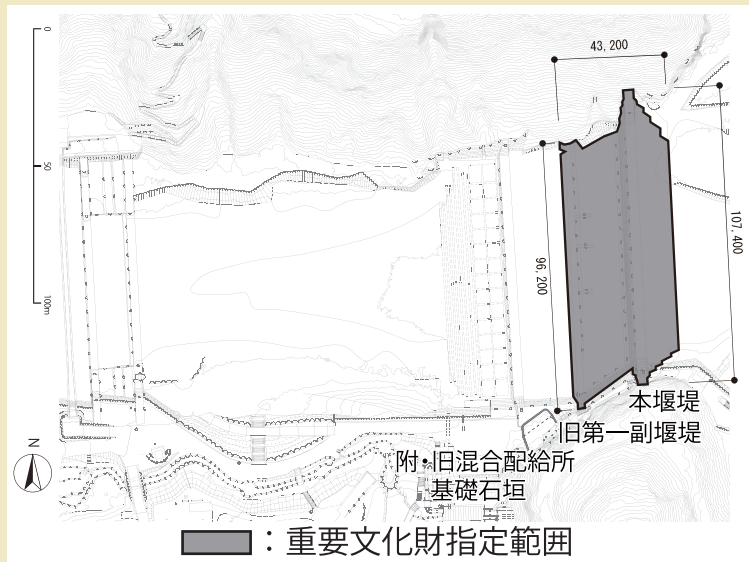 43,200
0
50
100m
107,400
96,200
本堰堤
旧第一副堰堤
附・旧混合配給所
基礎石垣
N
：重要文化財指定範囲